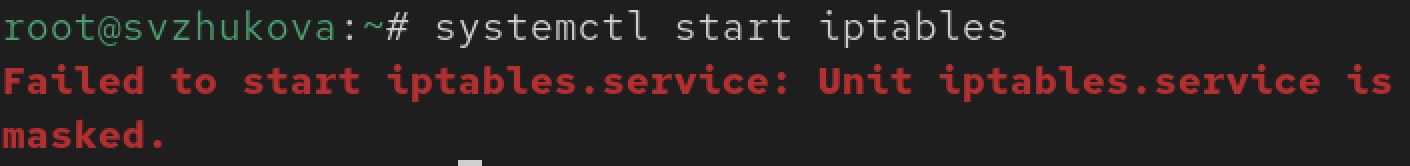 root@svzhukova:~# systemctl start iptables
Failed to start iptables.service: Unit iptables.service is
masked.